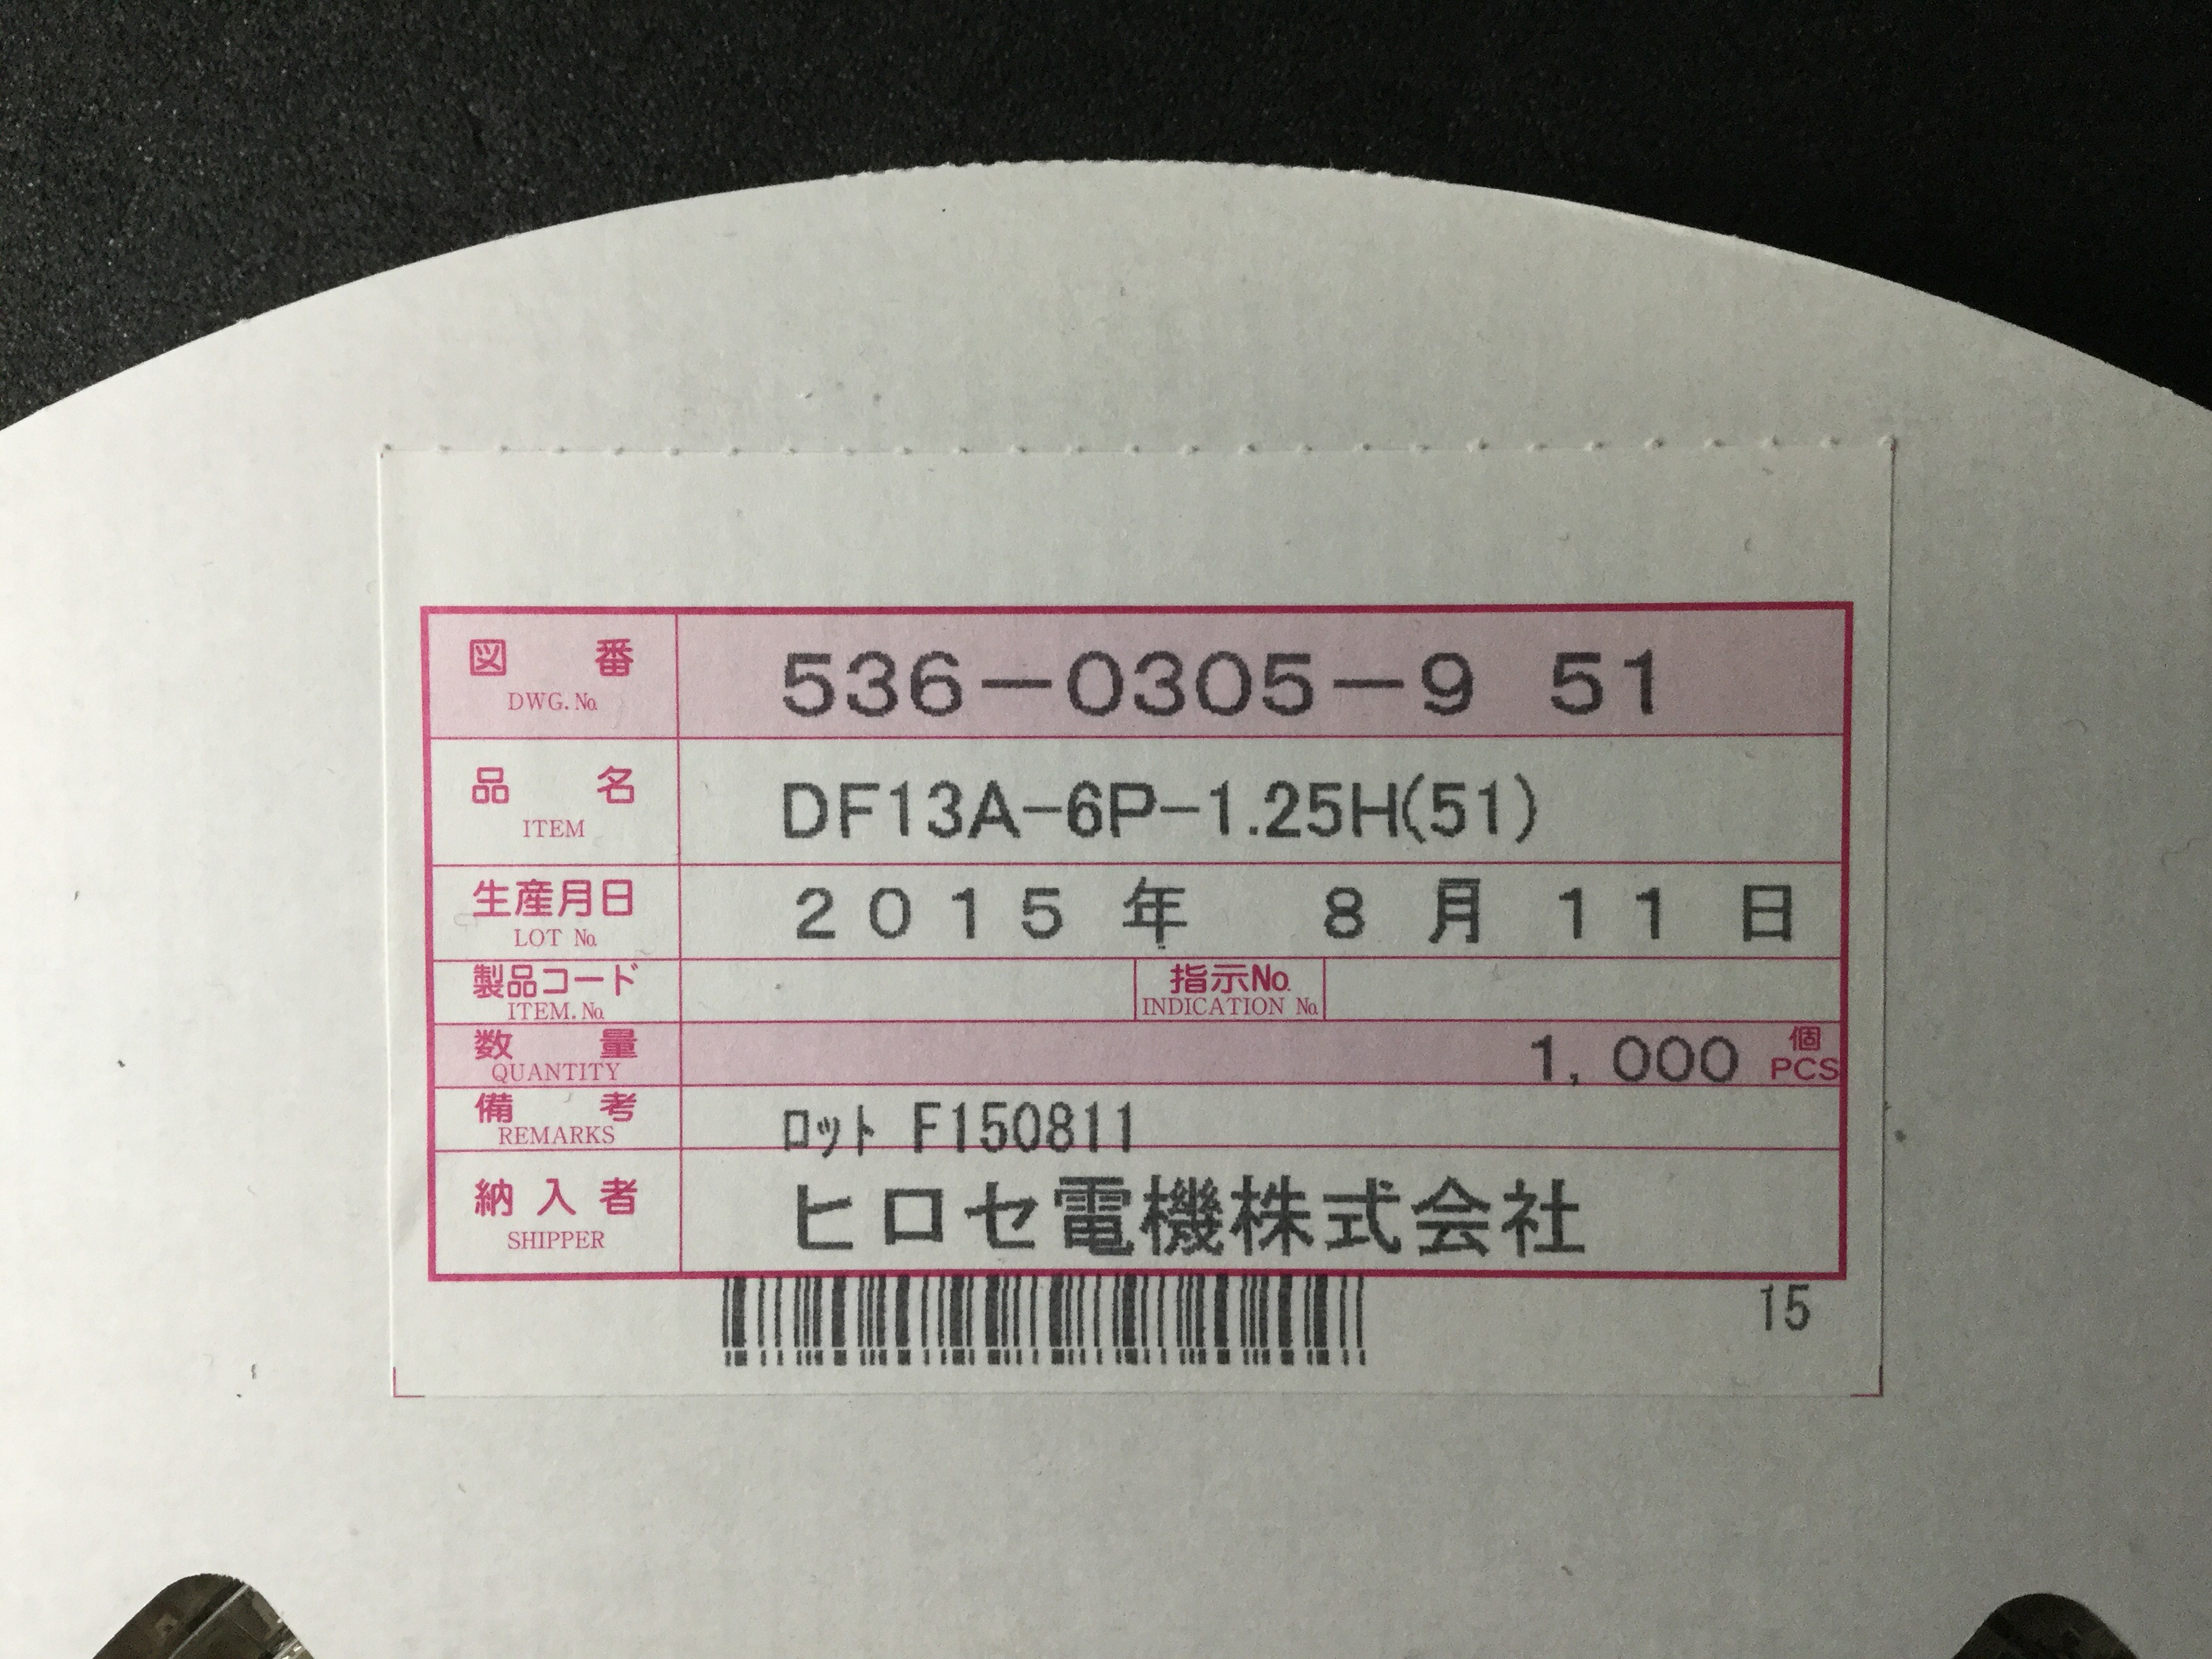 図 番 536-0305-9 51
DWG.No.
品 名 DF13A-6P-1.25H(51)
ITEM
生産月日 2015 年 8 月 11 日
LOT No.
製品コード 指示No.
ITEM.No. INDICATION No.
数 量 1,000 個
QUANTITY PCS
備 考 ロット F150811
REMARKS
納入者 ヒロセ電機株式会社
SHIPPER
15